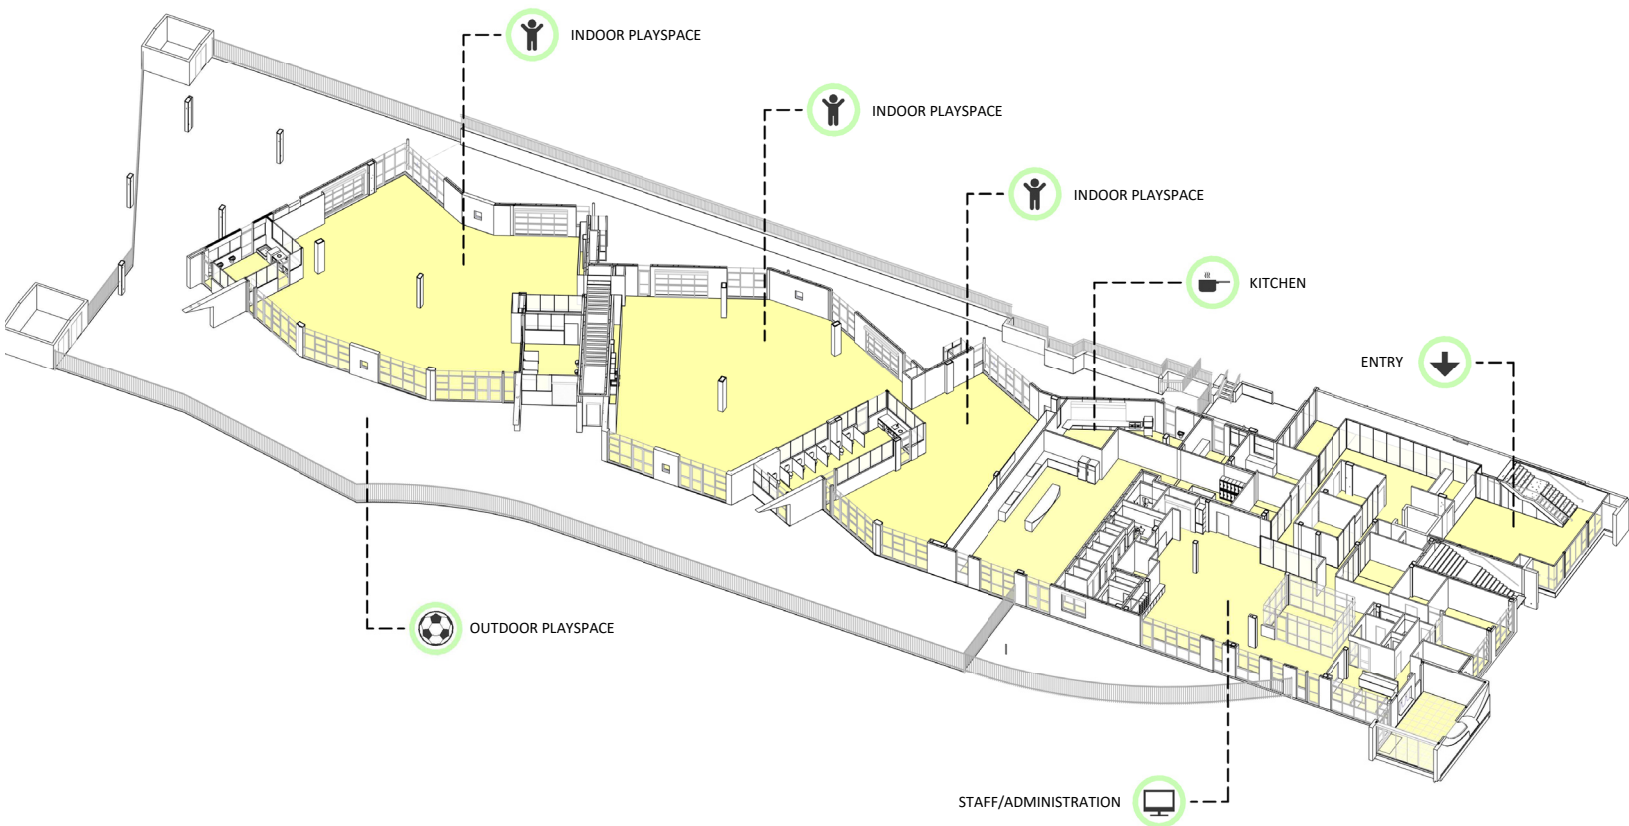 INDOOR PLAYSPACE
INDOOR PLAYSPACE
INDOOR PLAYSPACE
KITCHEN
ENTRY
OUTDOOR PLAYSPACE
STAFF/ADMINISTRATION